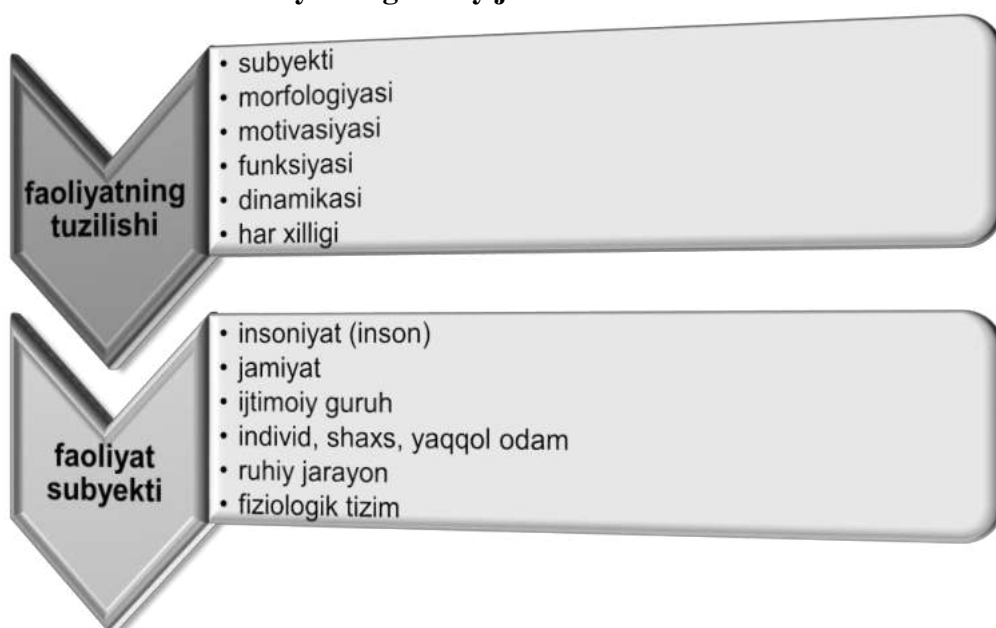 faoliyatning
tuzilishi
• subyekti
• morfologiyasi
• motivasiyasi
• funksiyasi
• dinamikasi
• har xilligi
faoliyat
subyekti
• insoniyat (inson)
• jamiyat
• ijtimoiy guruh
• individ, shaxs, yaqqol odam
• ruhiy jarayon
• fiziologik tizim